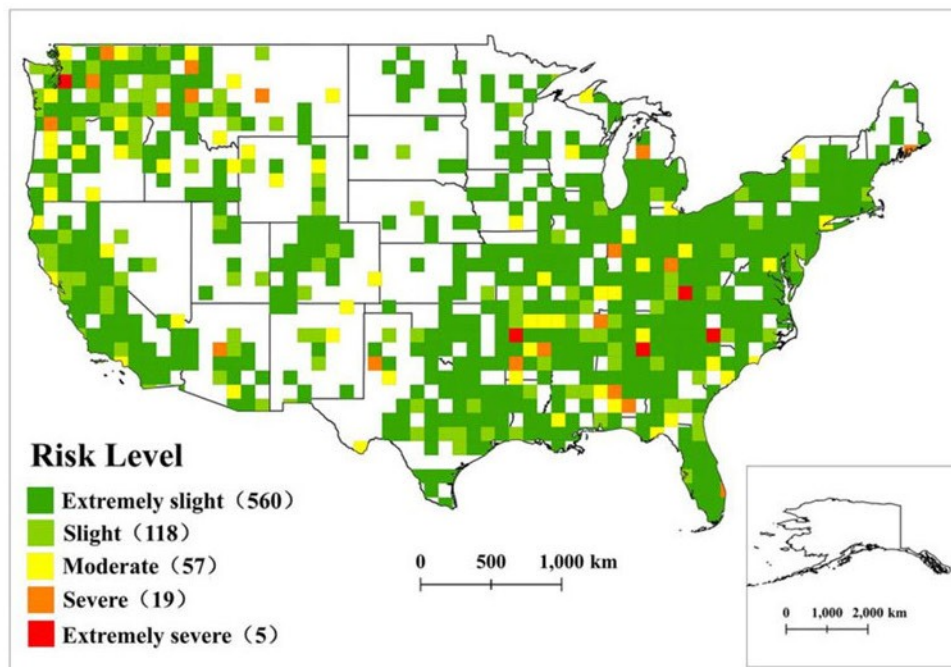 Risk Level
Extremely slight（560）
Slight（118）
Moderate（57）
Severe（19）
Extremely severe（5）
0 500 1,000 km
0 1,000 2,000 km